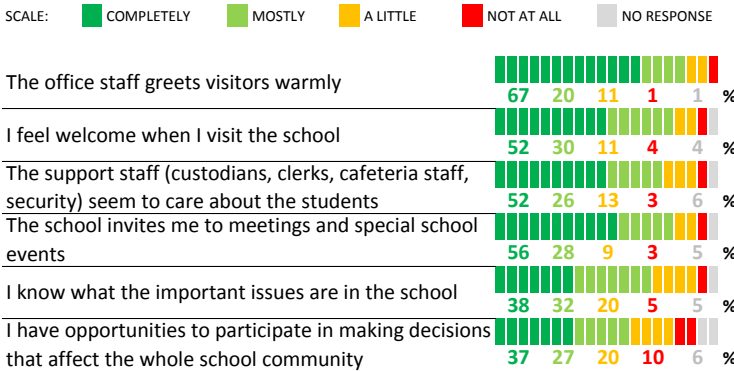 SCALE: COMPLETELY MOSTLY A LITTLE NOT AT ALL NO RESPONSE
The office staff greets visitors warmly
67 20 11 1 1 %
I feel welcome when I visit the school
52 30 11 4 4 %
The support staff (custodians, clerks, cafeteria staff,
security) seem to care about the students
52 26 13 3 6 %
The school invites me to meetings and special school
events
56 28 9 3 5 %
I know what the important issues are in the school
38 32 20 5 5 %
I have opportunities to participate in making decisions
that affect the whole school community
37 27 20 10 6 %